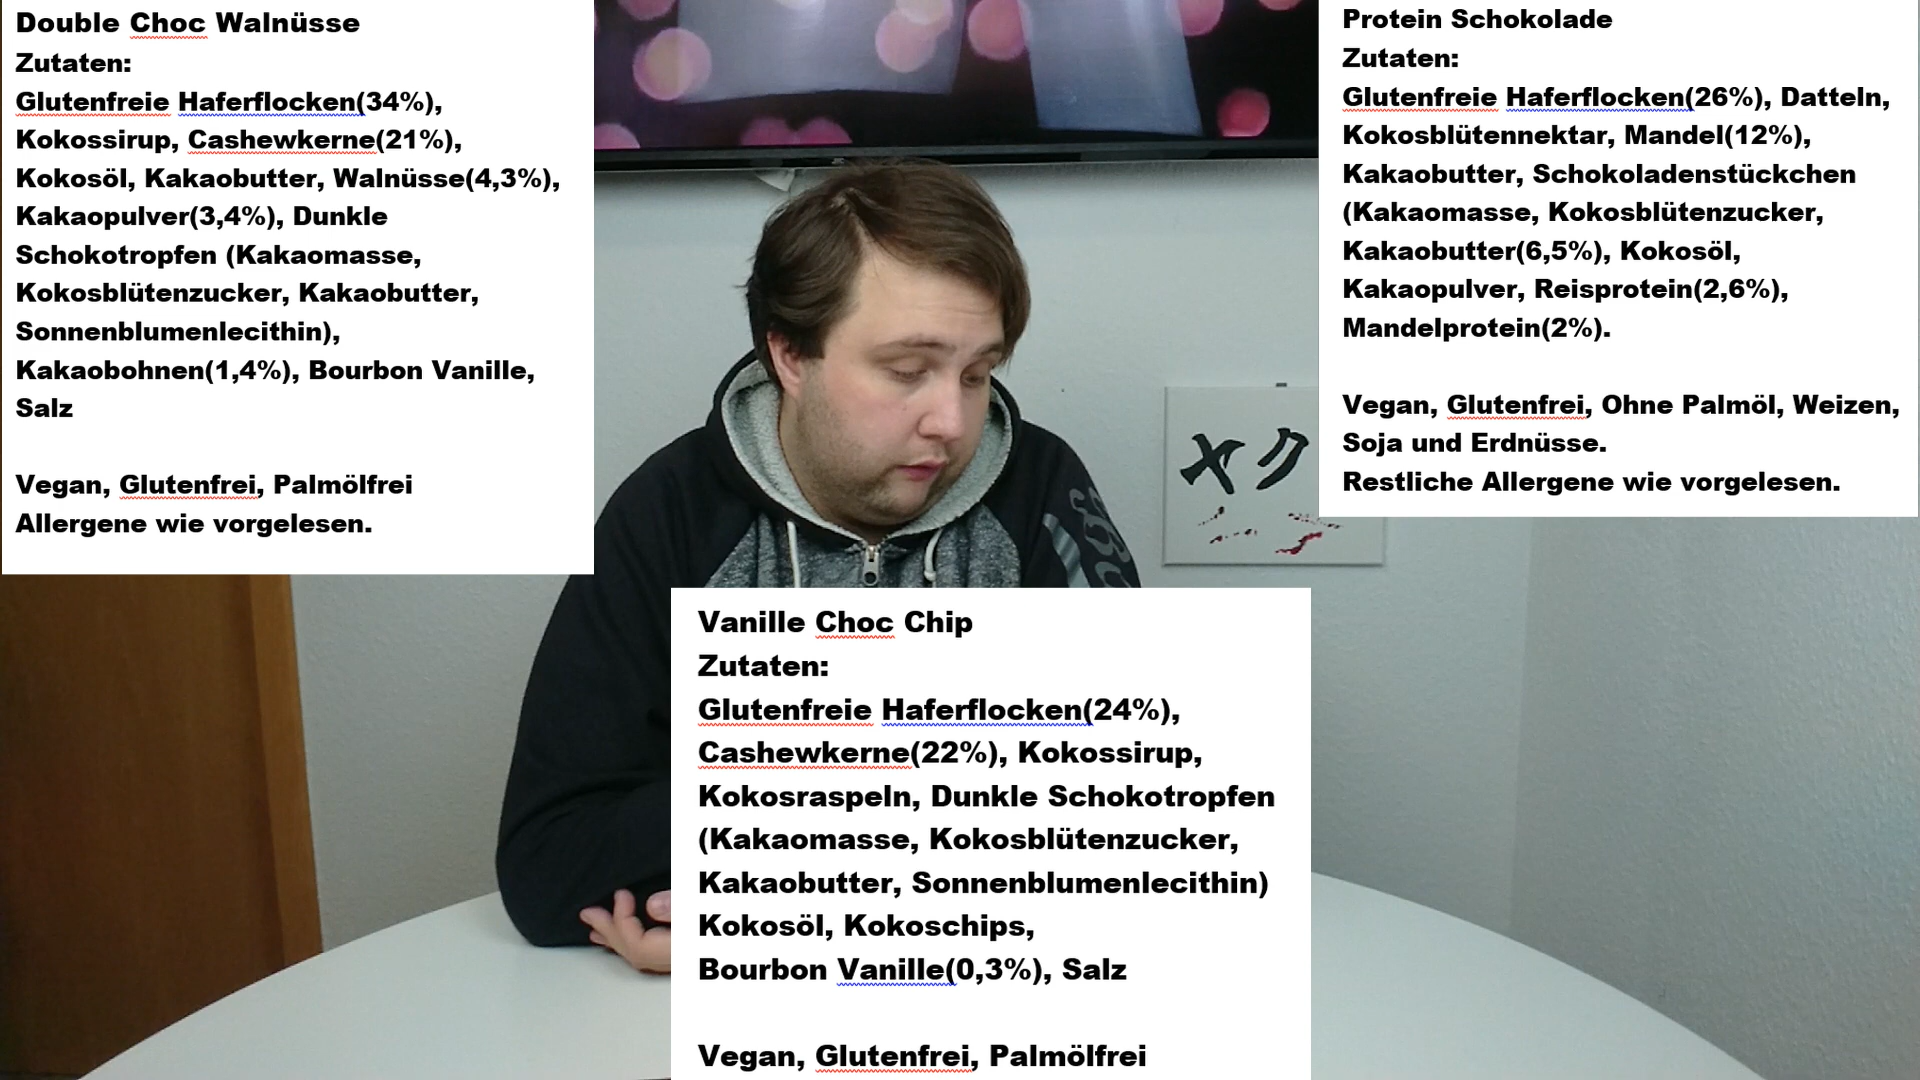 Double Choc Walnüsse
Zutaten:
Glutenfreie Haferflocken(34%),
Kokossirup, Cashewkerne(21%),
Kokosöl, Kakaobutter, Walnüsse(4,3%),
Kakaopulver(3,4%), Dunkle
Schokotropfen (Kakaomasse,
Kokosblütenzucker, Kakaobutter,
Sonnenblumenlecithin),
Kakaobohnen(1,4%), Bourbon Vanille,
Salz
Vegan, Glutenfrei, Palmölfrei
Allergene wie vorgelesen.
Protein Schokolade
Zutaten:
Glutenfreie Haferflocken(26%), Datteln,
Kokosblütennektar, Mandel(12%),
Kakaobutter, Schokoladenstückchen
(Kakaomasse, Kokosblütenzucker,
Kakaobutter(6,5%), Kokosöl,
Kakaopulver, Reisprotein(2,6%),
Mandelprotein(2%).
Vegan, Glutenfrei, Ohne Palmöl, Weizen,
Soja und Erdnüsse.
Restliche Allergene wie vorgelesen.
ヤク
Vanille Choc Chip
Zutaten:
Glutenfreie Haferflocken(24%),
Cashewkerne(22%), Kokossirup,
Kokosraspeln, Dunkle Schokotropfen
(Kakaomasse, Kokosblütenzucker,
Kakaobutter, Sonnenblumenlecithin)
Kokosöl, Kokoschips,
Bourbon Vanille(0,3%), Salz
Vegan, Glutenfrei, Palmölfrei